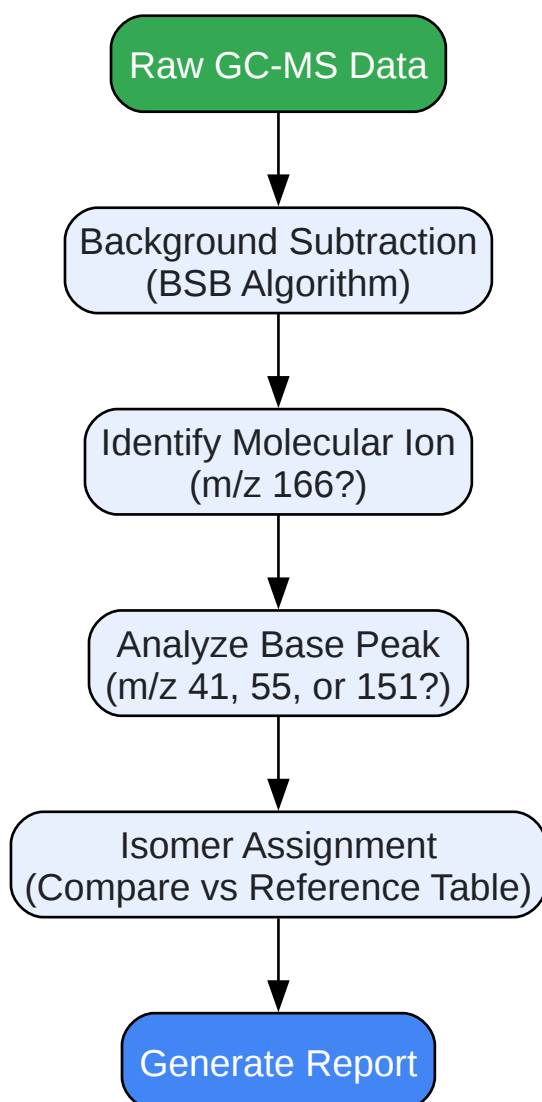 Raw GC-MS Data
Background Subtraction
(BSB Algorithm)
Identify Molecular Ion
(m/z 166?)
Analyze Base Peak
(m/z 41, 55, or 151?)
Isomer Assignment
(Compare vs Reference Table)
Generate Report